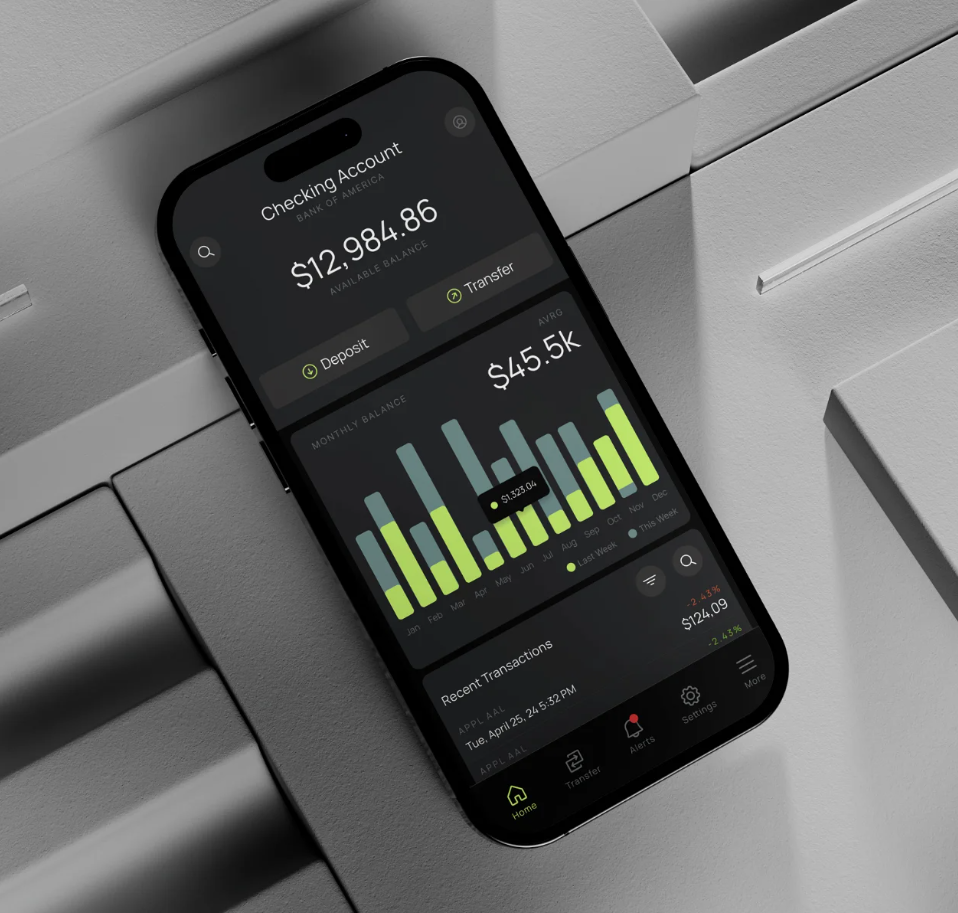 Checking Account
BANK OF AMERICA
$12,984.86
AVAILABLE BALANCE
Deposit
Transfer
MONTHLY BALANCE
AVRG
$45.5k
$1,323.04
Jan
Feb
Mar
Apr
May
Jun
Jul
Aug
Sep
Oct
Nov
Dec
Last Week
This Week
Recent Transactions
APPL AAL
-2.43%
Tue, April 25, 24 5:32 PM
$124,09
APPL AAL
-2.43%
Home
Transfer
Alerts
Settings
More